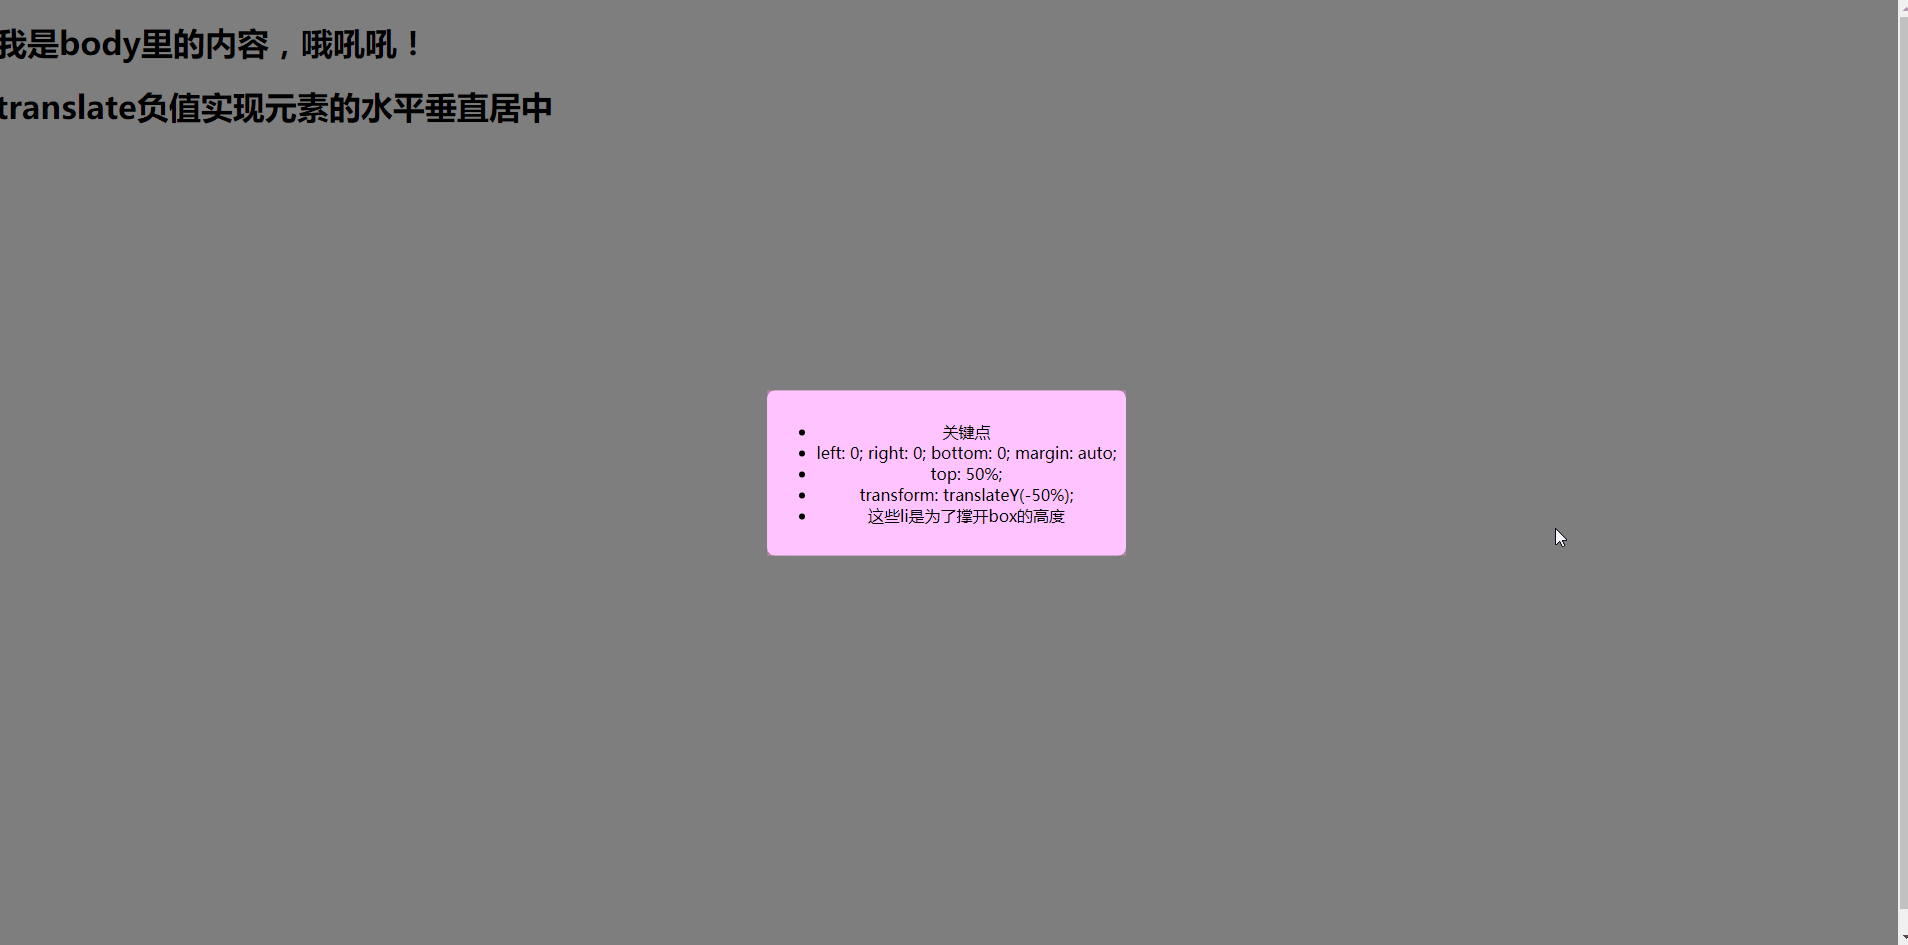 我是body里的内容，哦吼吼！
translate负值实现元素的水平垂直居中
关键点
left: 0; right: 0; bottom: 0; margin: auto;
top: 50%;
transform: translateY(-50%);
这些li是为了撑开box的高度